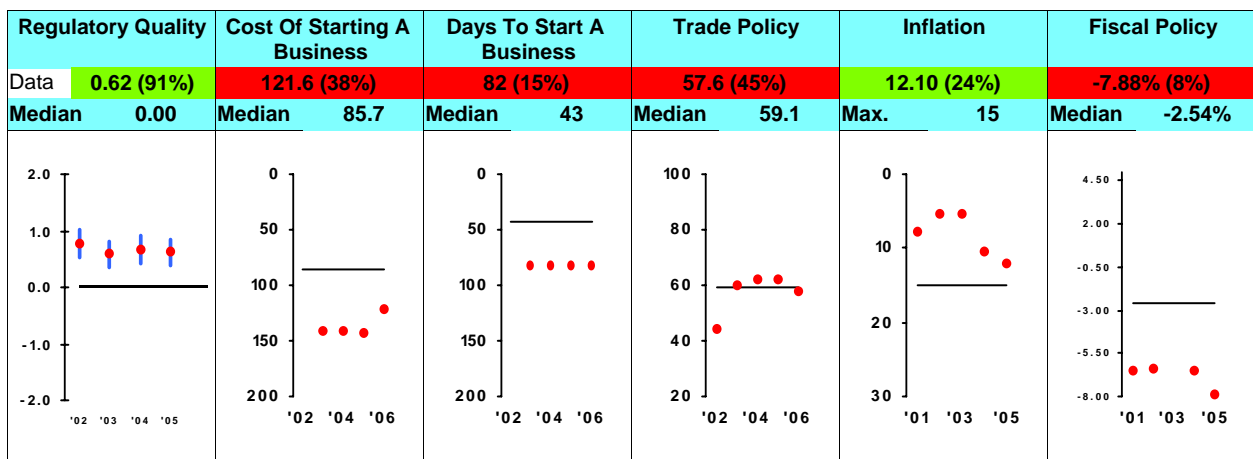 Regulatory Quality
Cost Of Starting A
Business
Days To Start A
Business
Trade Policy
Inflation
Fiscal Policy
Data 0.62 (91%) 121.6 (38%) 82 (15%) 57.6 (45%) 12.10 (24%) -7.88% (8%)
Median 0.00 Median 85.7 Median 43 Median 59.1 Max. 15 Median -2.54%
2.0
1.0
0.0
-1.0
-2.0
'02 '03 '04 '05
0
50
100
150
200
'02 '04 '06
0
50
100
150
200
'02 '04 '06
100
80
60
40
20
'02 '04 '06
0
10
20
30
'01 '03 '05
4.50
2.00
-0.50
-3.00
-5.50
-8.00
'01 '03 '05